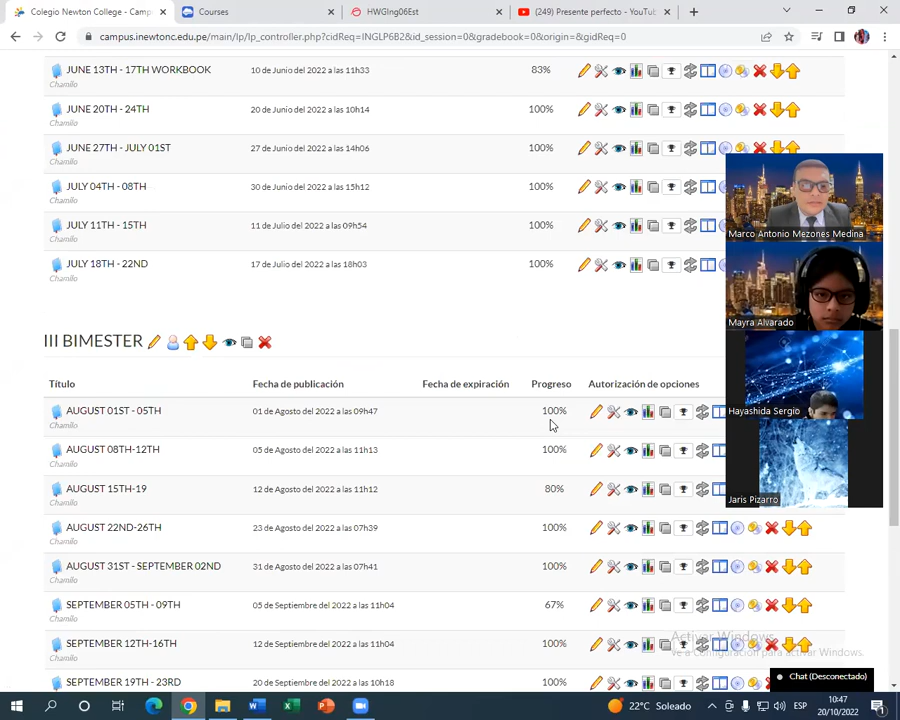 Colegio Newton College - Camp
Courses
HWGIng06Est
(249) Presente perfecto - YouTub
campus.inewtonc.edu.pe/main/lp/lp_controller.php?cidReq=INGLP6B2&id_session=0&gradebook=0&origin=&gidReq=0
JUNE 13TH - 17TH WORKBOOK 10 de Junio del 2022 a las 11h33 83%
Chamilo
JUNE 20TH - 24TH 20 de Junio del 2022 a las 10h14 100%
Chamilo
JUNE 27TH - JULY 01ST 27 de Junio del 2022 a las 14h06 100%
Chamilo
JULY 04TH - 08TH 30 de Junio del 2022 a las 15h12 100%
Chamilo
JULY 11TH - 15TH 11 de Julio del 2022 a las 09h54 100%
Chamilo
JULY 18TH - 22ND 17 de Julio del 2022 a las 18h03 100%
Chamilo
Marco Antonio Mezones Medina
Mayra Alvarado
Hayashida Sergio
Jaris Pizarro
III BIMESTER
Título Fecha de publicación Fecha de expiración Progreso Autorización de opciones
AUGUST 01ST - 05TH 01 de Agosto del 2022 a las 09h47 100%
Chamilo
AUGUST 08TH-12TH 05 de Agosto del 2022 a las 11h13 100%
Chamilo
AUGUST 15TH-19 12 de Agosto del 2022 a las 11h12 80%
Chamilo
AUGUST 22ND-26TH 23 de Agosto del 2022 a las 07h39 100%
Chamilo
AUGUST 31ST - SEPTEMBER 02ND 31 de Agosto del 2022 a las 07h41 100%
Chamilo
SEPTEMBER 05TH - 09TH 05 de Septiembre del 2022 a las 11h04 67%
Chamilo
SEPTEMBER 12TH-16TH 12 de Septiembre del 2022 a las 11h04 100%
Chamilo
SEPTEMBER 19TH - 23RD 20 de Septiembre del 2022 a las 10h18 100%
Activar Windows
Ve a Configuración para activar Windows.
Chat (Desconectado)
22°C Soleado
ESP
10:47
20/10/2022
1